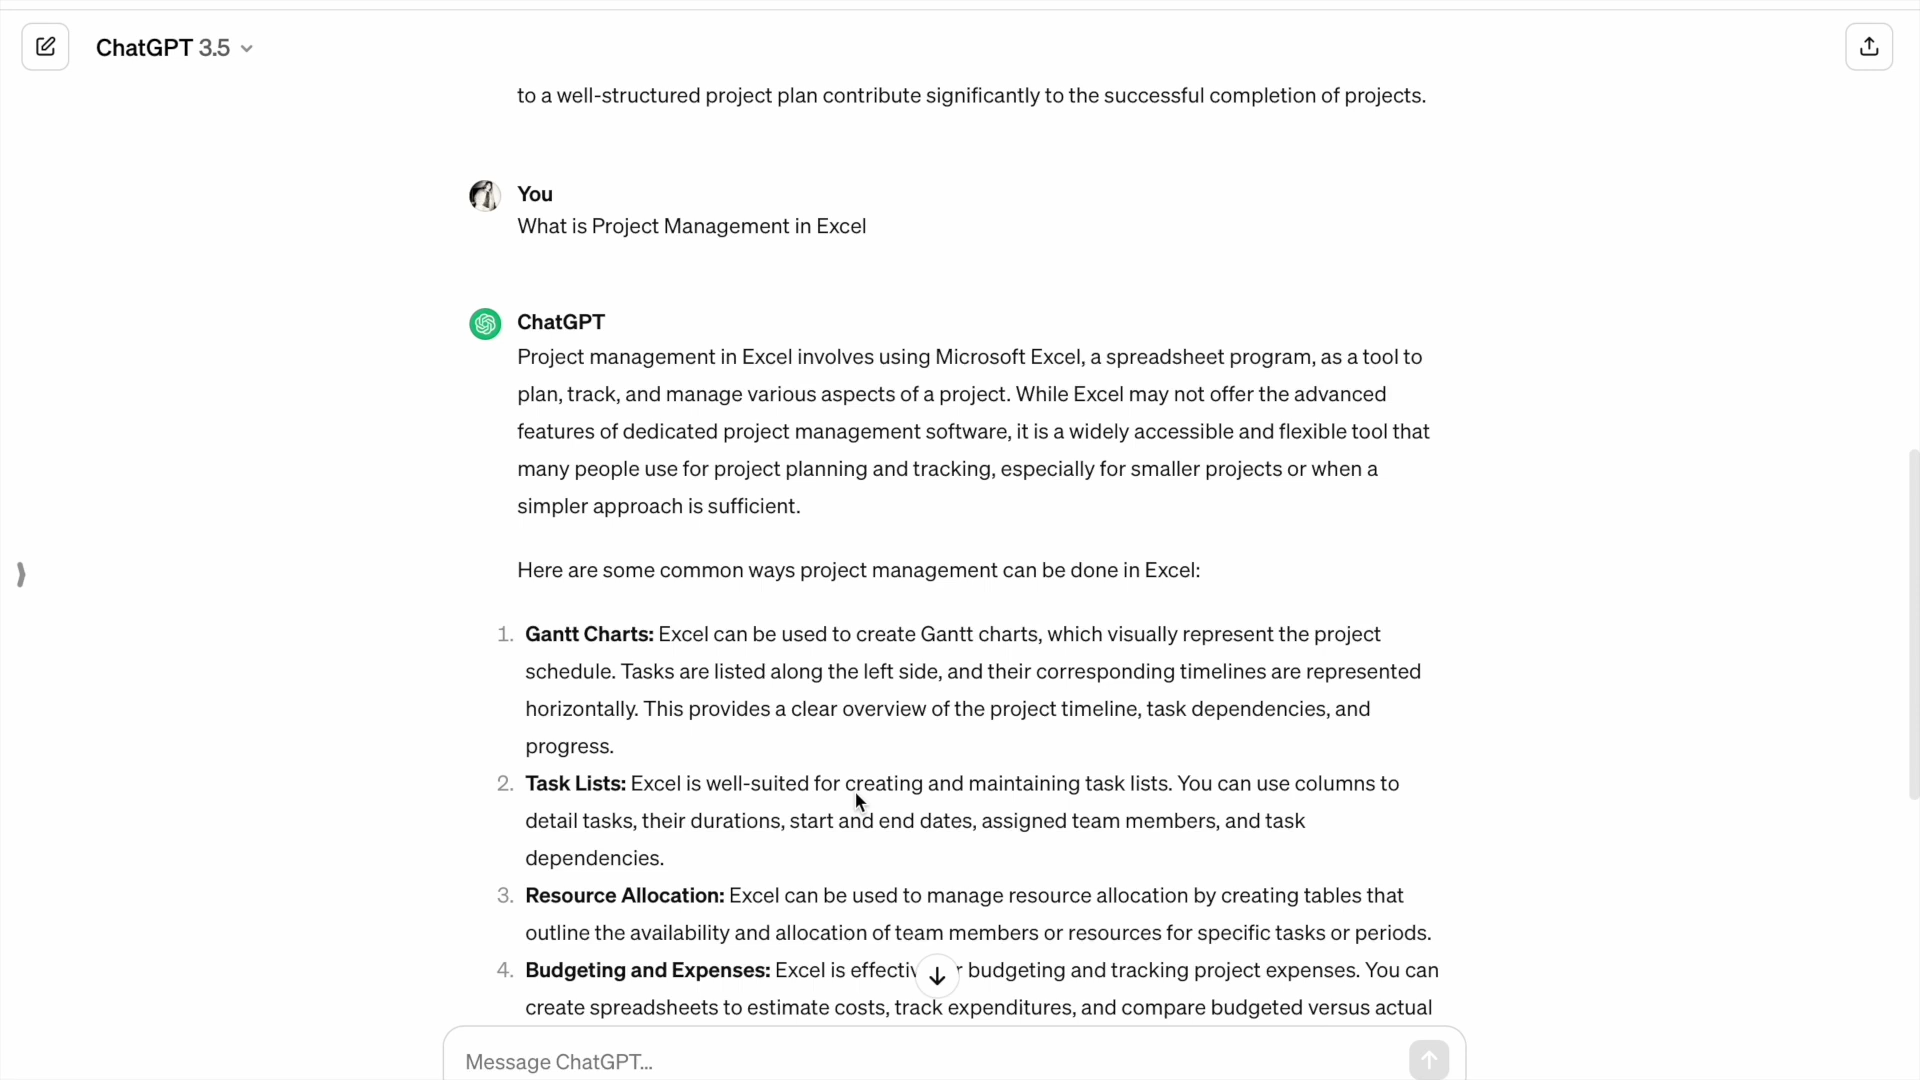 ChatGPT 3.5
to a well-structured project plan contribute significantly to the successful completion of projects.
You
What is Project Management in Excel
ChatGPT
Project management in Excel involves using Microsoft Excel, a spreadsheet program, as a tool to
plan, track, and manage various aspects of a project. While Excel may not offer the advanced
features of dedicated project management software, it is a widely accessible and flexible tool that
many people use for project planning and tracking, especially for smaller projects or when a
simpler approach is sufficient.
Here are some common ways project management can be done in Excel:
1. Gantt Charts: Excel can be used to create Gantt charts, which visually represent the project
schedule. Tasks are listed along the left side, and their corresponding timelines are represented
horizontally. This provides a clear overview of the project timeline, task dependencies, and
progress.
2. Task Lists: Excel is well-suited for creating and maintaining task lists. You can use columns to
detail tasks, their durations, start and end dates, assigned team members, and task
dependencies.
3. Resource Allocation: Excel can be used to manage resource allocation by creating tables that
outline the availability and allocation of team members or resources for specific tasks or periods.
4. Budgeting and Expenses: Excel is budgeting and tracking project expenses. You can
create spreadsheets to estimate costs, track expenditures, and compare budgeted versus actual
Message ChatGPT...